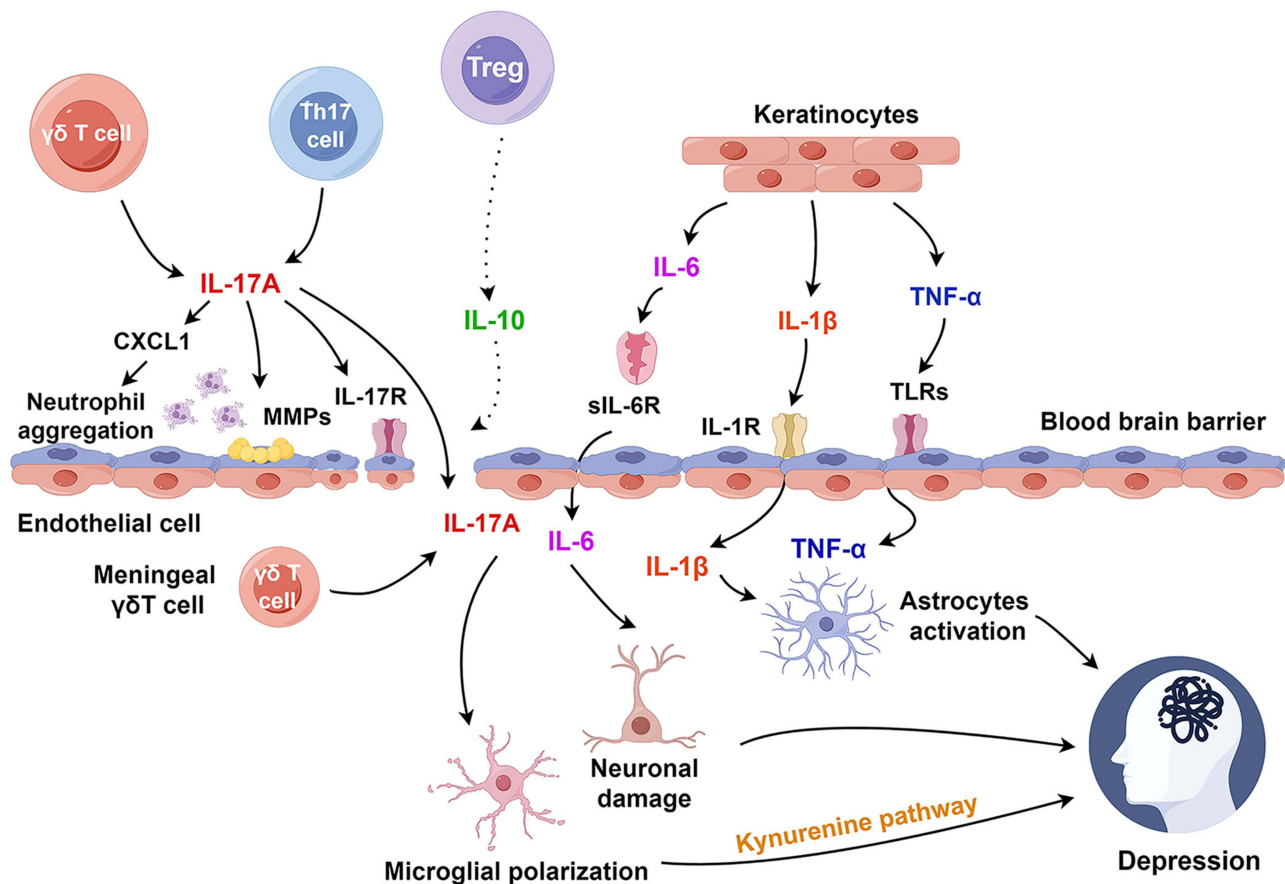 γδ T cell
Th17
cell
Treg
Keratinocytes
IL-17A
IL-6
TNF-α
IL-10
IL-1β
CXCL1
Neutrophil
aggregation
MMPs
IL-17R
sIL-6R
IL-1R
TLRs
Blood brain barrier
Endothelial cell
IL-17A
IL-6
IL-1β
TNF-α
Meningeal
γδT cell
γδ T
cell
Astrocytes
activation
Neuronal
damage
Microglial polarization
Kynurenine pathway
Depression